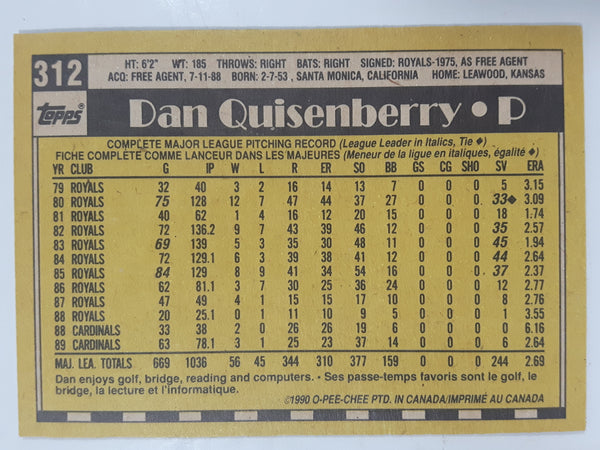 312
HT: 6'2" WT: 185 THROWS: RIGHT BATS: RIGHT SIGNED: ROYALS-1975, AS FREE AGENT
ACQ: FREE AGENT, 7-11-88 BORN: 2-7-53, SANTA MONICA, CALIFORNIA HOME: LEAWOOD, KANSAS
Topps®
Dan Quisenberry • P
COMPLETE MAJOR LEAGUE PITCHING RECORD (League Leader in Italics, Tie ◆)
FICHE COMPLETE COMME LANCEUR DANS LES MAJEURES (Meneur de la ligue en italiques, égalité ◆)
YR CLUB G IP W L R ER SO BB GS CG SHO SV ERA
79 ROYALS 32 40 3 2 16 14 13 7 0 0 0 5 3.15
80 ROYALS 75 128 12 7 47 44 37 27 0 0 0 33◆ 3.09
81 ROYALS 40 62 1 4 16 12 20 15 0 0 0 18 1.74
82 ROYALS 72 136.2 9 7 43 39 46 12 0 0 0 35 2.57
83 ROYALS 69 139 5 3 35 30 48 11 0 0 0 45 1.94
84 ROYALS 72 129.1 6 3 39 38 41 12 0 0 0 44 2.64
85 ROYALS 84 129 8 9 41 34 54 16 0 0 0 37 2.37
86 ROYALS 62 81.1 3 7 30 25 36 24 0 0 0 12 2.77
87 ROYALS 47 49 4 1 15 15 17 10 0 0 0 8 2.76
88 ROYALS 20 25.1 0 1 11 10 9 5 0 0 0 1 3.55
88 CARDINALS 33 38 2 0 26 26 19 6 0 0 0 0 6.16
89 CARDINALS 63 78.1 3 1 25 23 37 14 0 0 0 6 2.64
MAJ. LEA. TOTALS 669 1036 56 45 344 310 377 159 0 0 0 244 2.69
Dan enjoys golf, bridge, reading and computers. • Ses passe-temps favoris sont le golf, le
bridge, la lecture et l'informatique.
©1990 O-PEE-CHEE PTD. IN CANADA/IMPRIMÉ AU CANADA